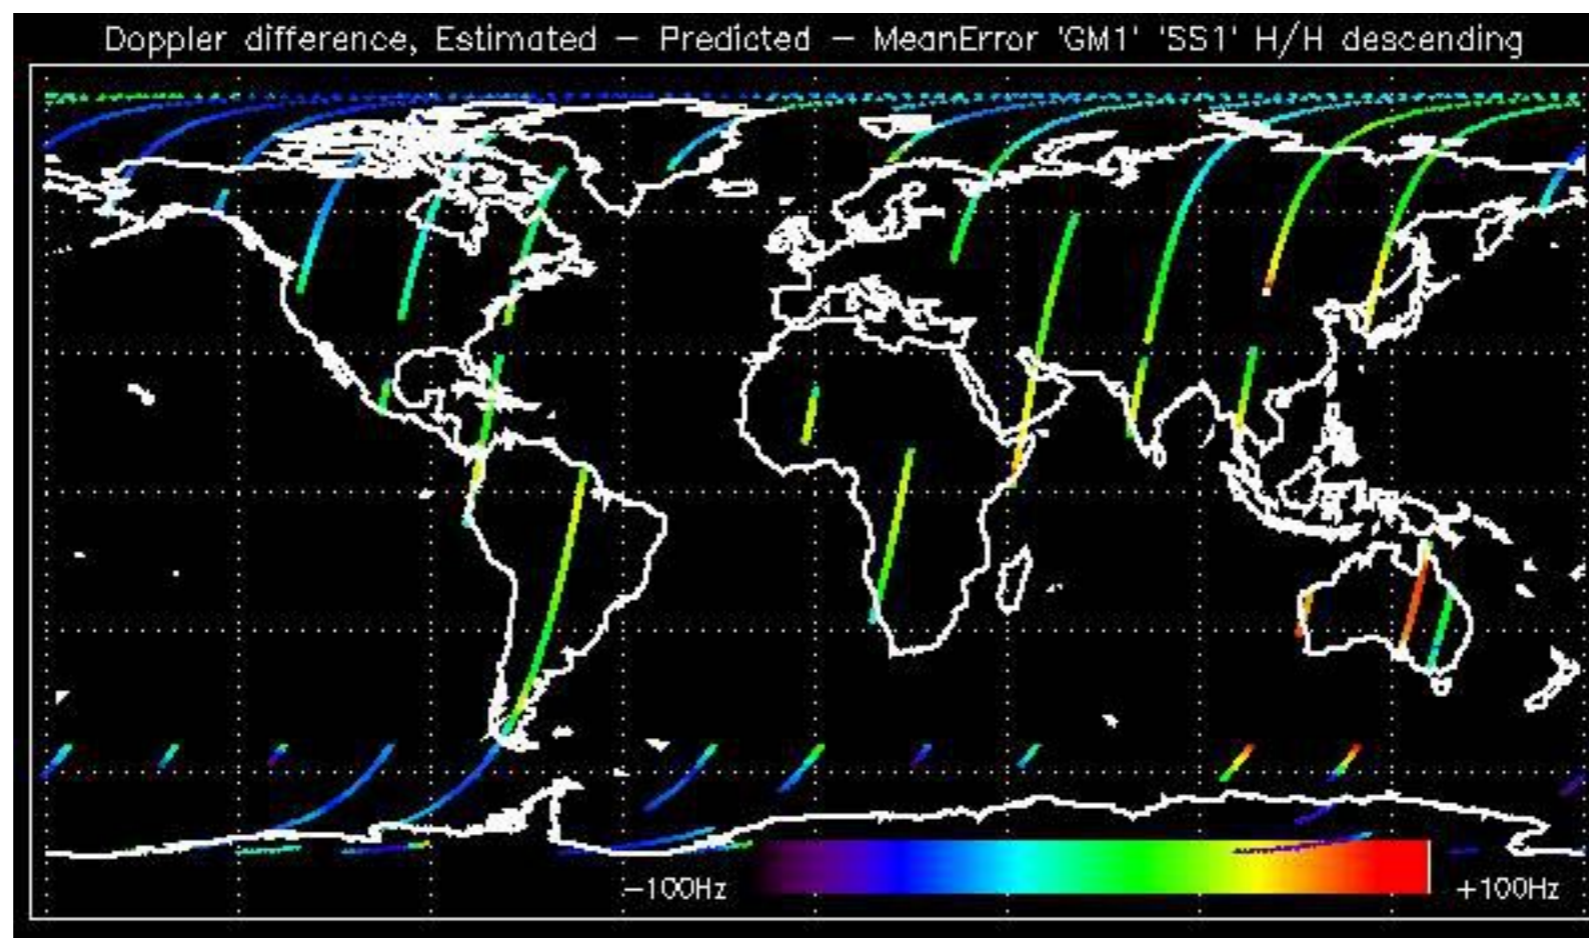 Doppler difference, Estimated – Predicted – MeanError 'GM1' 'SS1' H/H descending
–100Hz
+100Hz